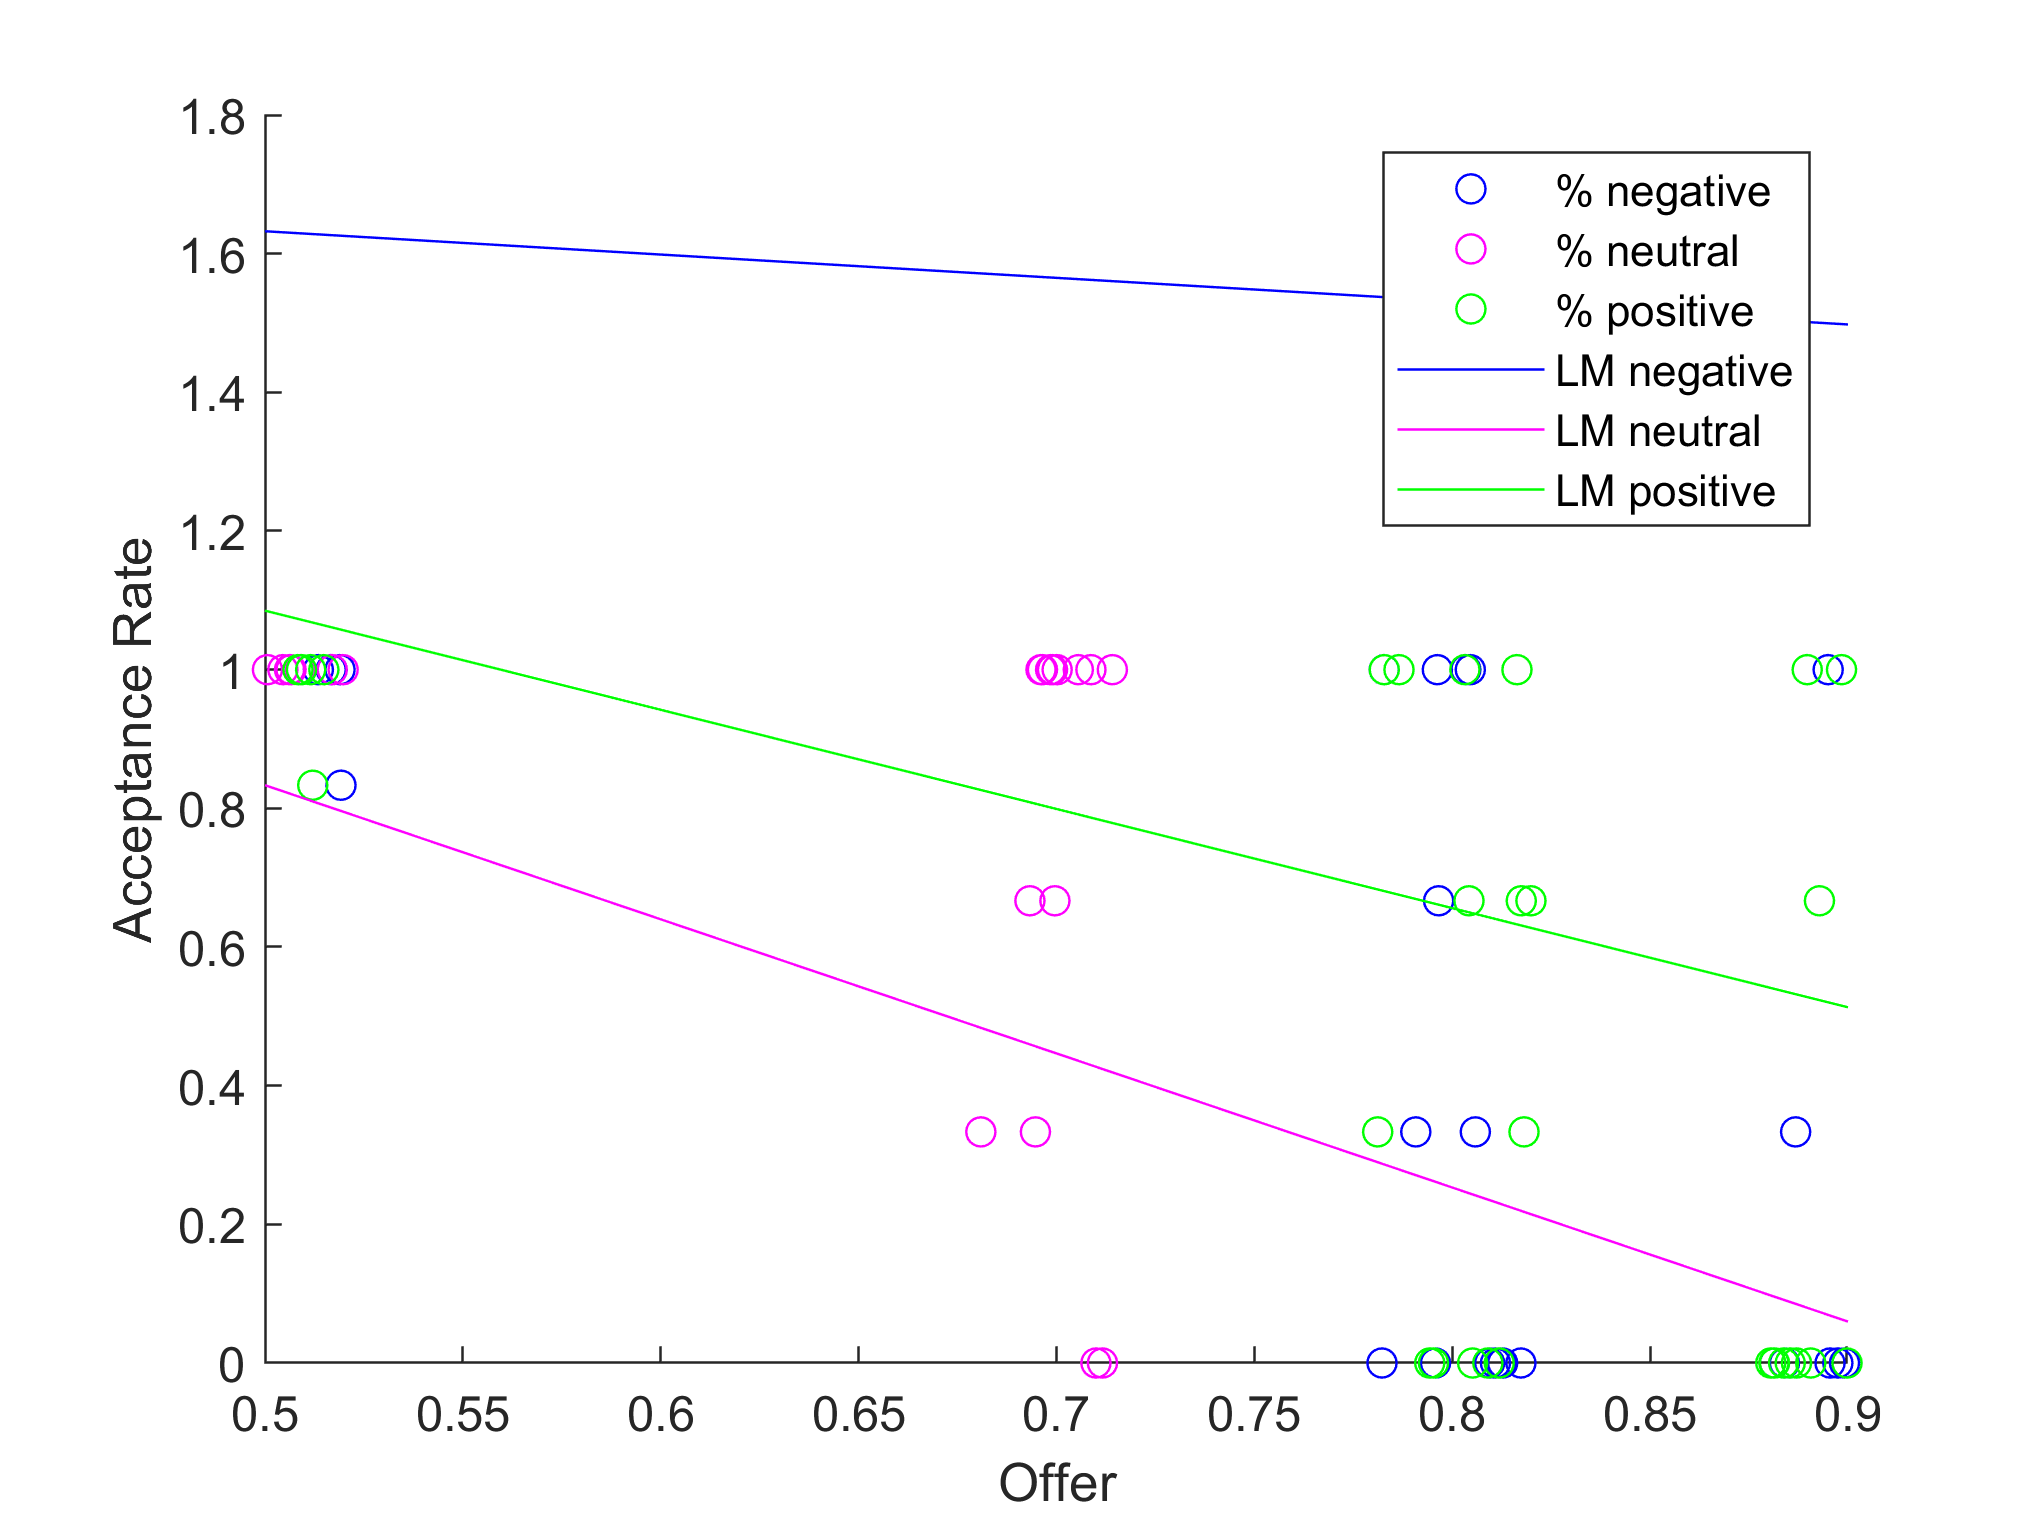 1.8
1.6
1.4
1.2
1
0.8
0.6
0.4
0.2
0
Acceptance Rate
% negative
% neutral
% positive
LM negative
LM neutral
LM positive
0.5 0.55 0.6 0.65 0.7 0.75 0.8 0.85 0.9
Offer